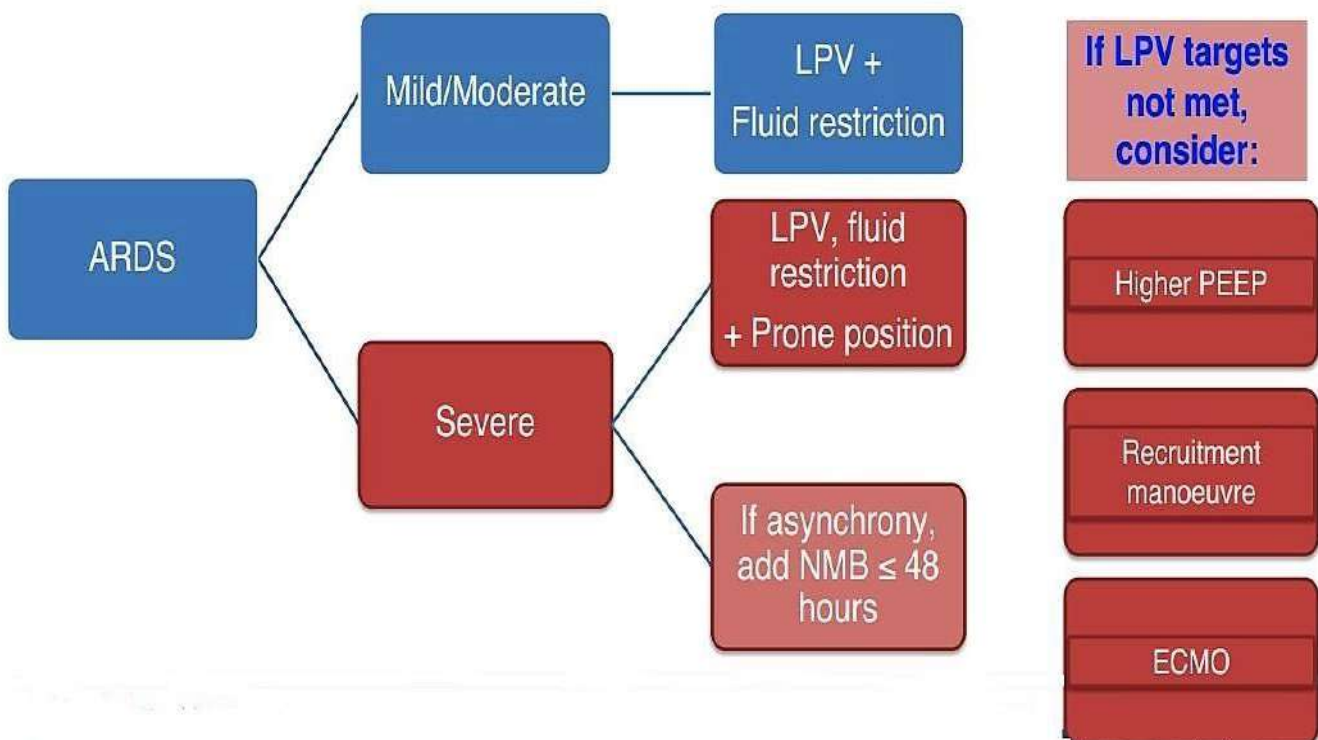 ARDS
Mild/Moderate
LPV +
Fluid restriction
Severe
LPV, fluid
restriction
+ Prone position
If asynchrony,
add NMB ≤ 48
hours
If LPV targets
not met,
consider:
Higher PEEP
Recruitment
manoeuvre
ECMO